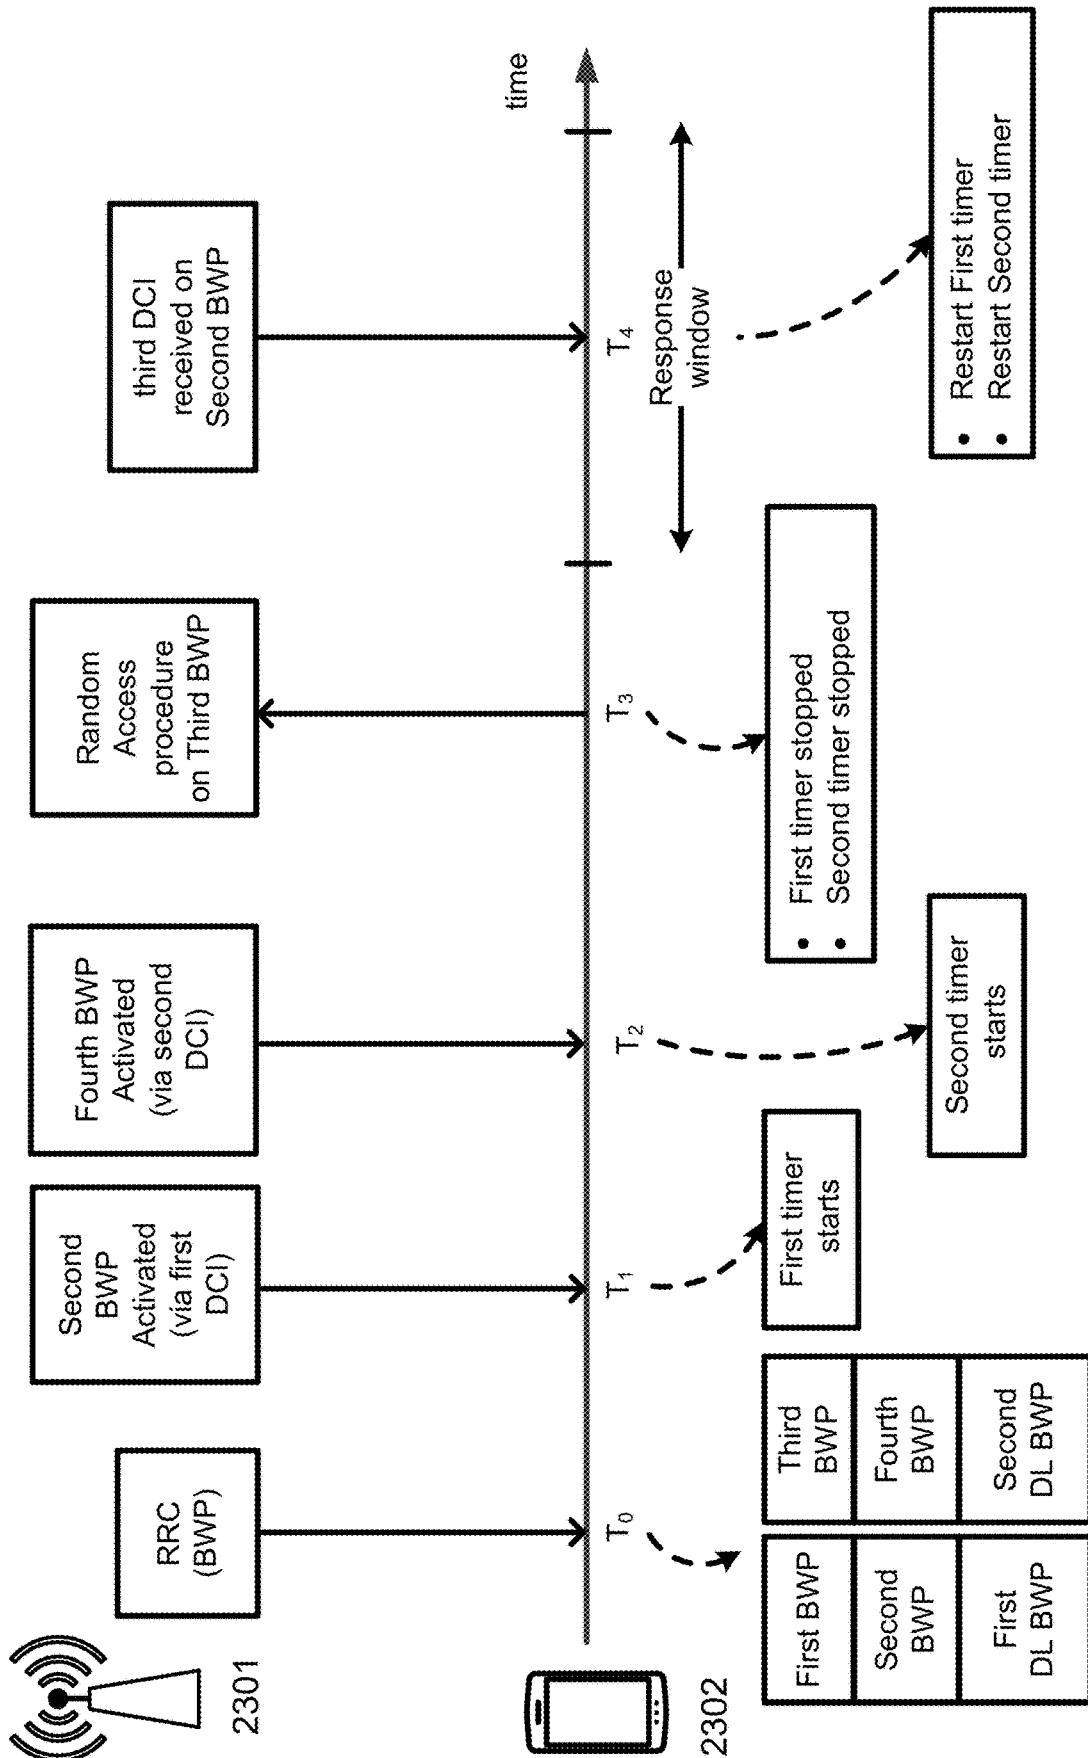 2301
RRC
(BWP)
Second
BWP
Activated
(via first
DCI)
Fourth BWP
Activated
(via second
DCI)
Random
Access
procedure
on Third BWP
third DCI
received on
Second BWP
time
2302
T0
T1
T2
T3
T4
Response
window
First BWP
Second
BWP
First
DL BWP
Third
BWP
Fourth
BWP
Second
DL BWP
First timer
starts
Second timer
starts
• First timer stopped
• Second timer stopped
• Restart First timer
• Restart Second timer